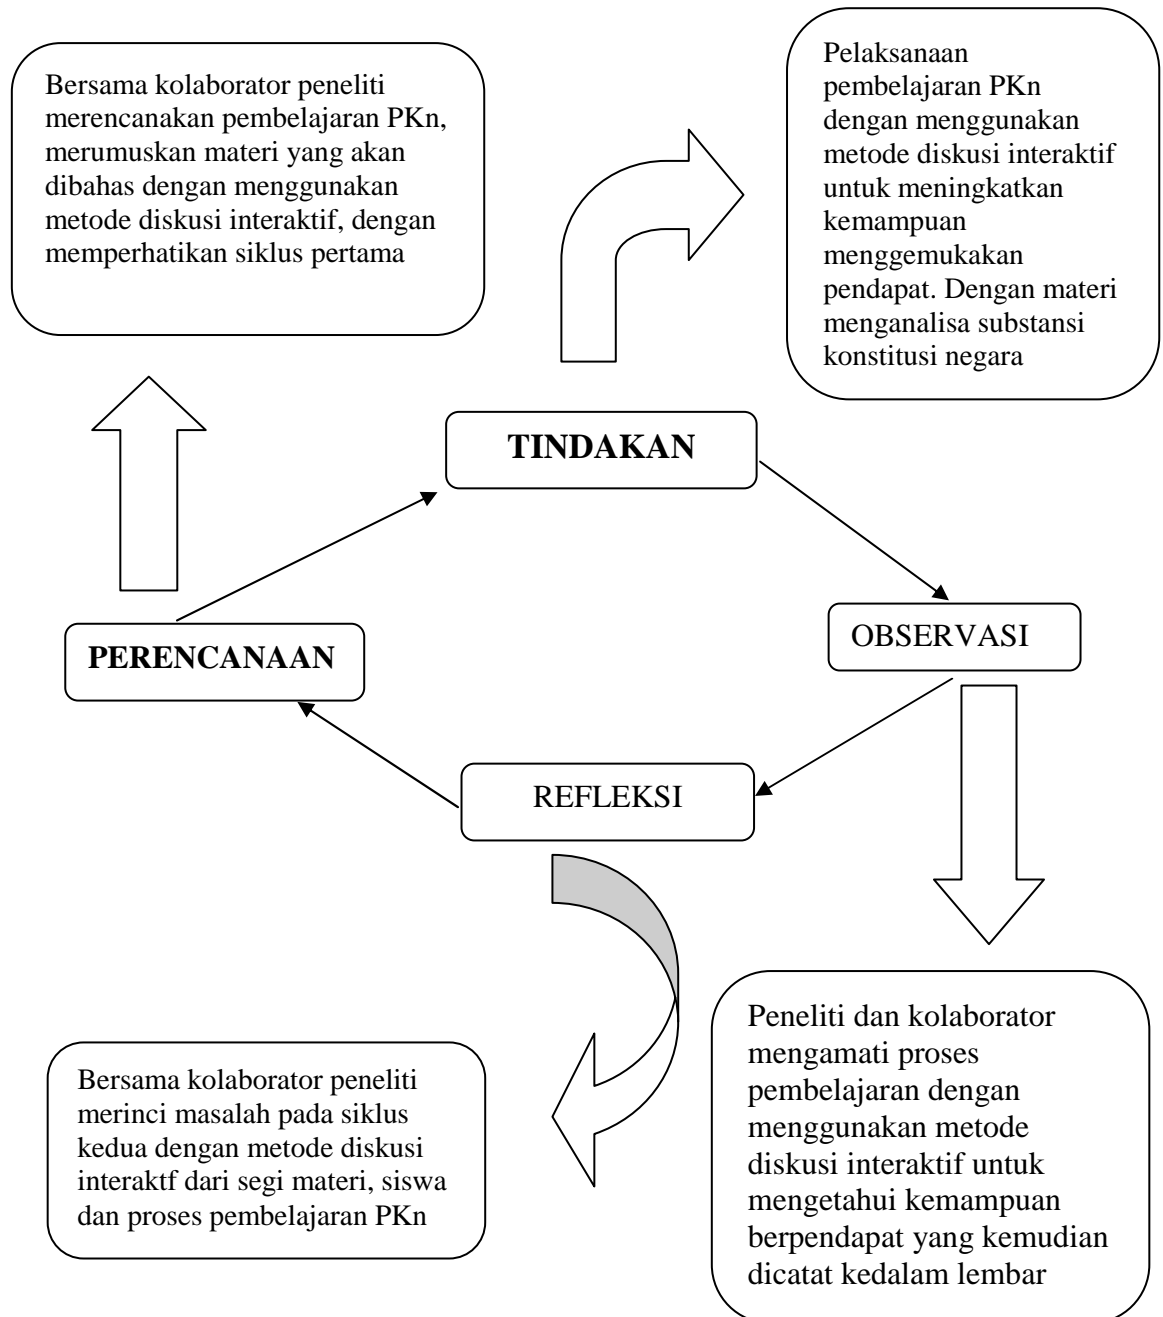 Bersama kolaborator peneliti
merencanakan pembelajaran PKn,
merumuskan materi yang akan
dibahas dengan menggunakan
metode diskusi interaktif, dengan
memperhatikan siklus pertama
Pelaksanaan
pembelajaran PKn
dengan menggunakan
metode diskusi interaktif
untuk meningkatkan
kemampuan
menggemukakan
pendapat. Dengan materi
menganalisa substansi
konstitusi negara
TINDAKAN
PERENCANAAN
OBSERVASI
REFLEKSI
Bersama kolaborator peneliti
merinci masalah pada siklus
kedua dengan metode diskusi
interaktf dari segi materi, siswa
dan proses pembelajaran PKn
Peneliti dan kolaborator
mengamati proses
pembelajaran dengan
menggunakan metode
diskusi interaktif untuk
mengetahui kemampuan
berpendapat yang kemudian
dicatat kedalam lembar